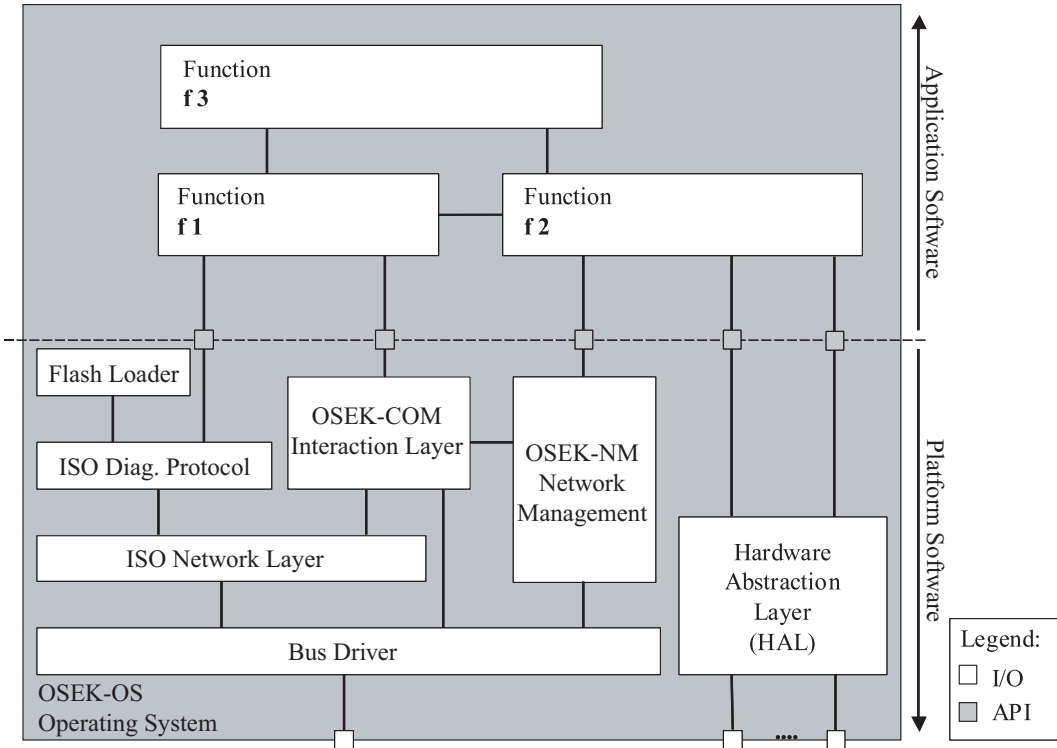 Function
f 3
Function
f 1
Function
f 2
Application Software
Flash Loader
OSEK-COM
Interaction Layer
OSEK-NM
Network
Management
ISO Diag. Protocol
ISO Network Layer
Hardware
Abstraction
Layer
(HAL)
Bus Driver
OSEK-OS
Operating System
Platform Software
Legend:
I/O
API